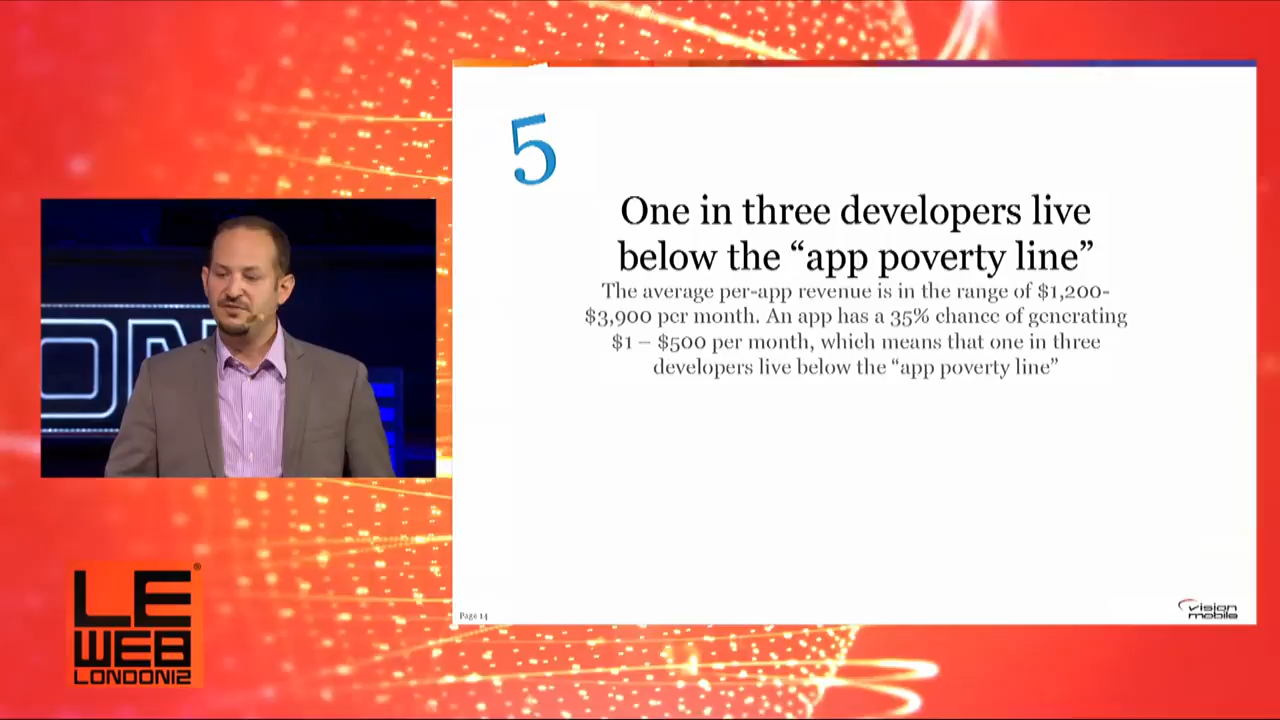 5
One in three developers live
below the “app poverty line”
The average per-app revenue is in the range of $1,200-
$3,900 per month. An app has a 35% chance of generating
$1 – $500 per month, which means that one in three
developers live below the “app poverty line”
Page 14
vision
mobile
ON
LE
WEB
LONDON12